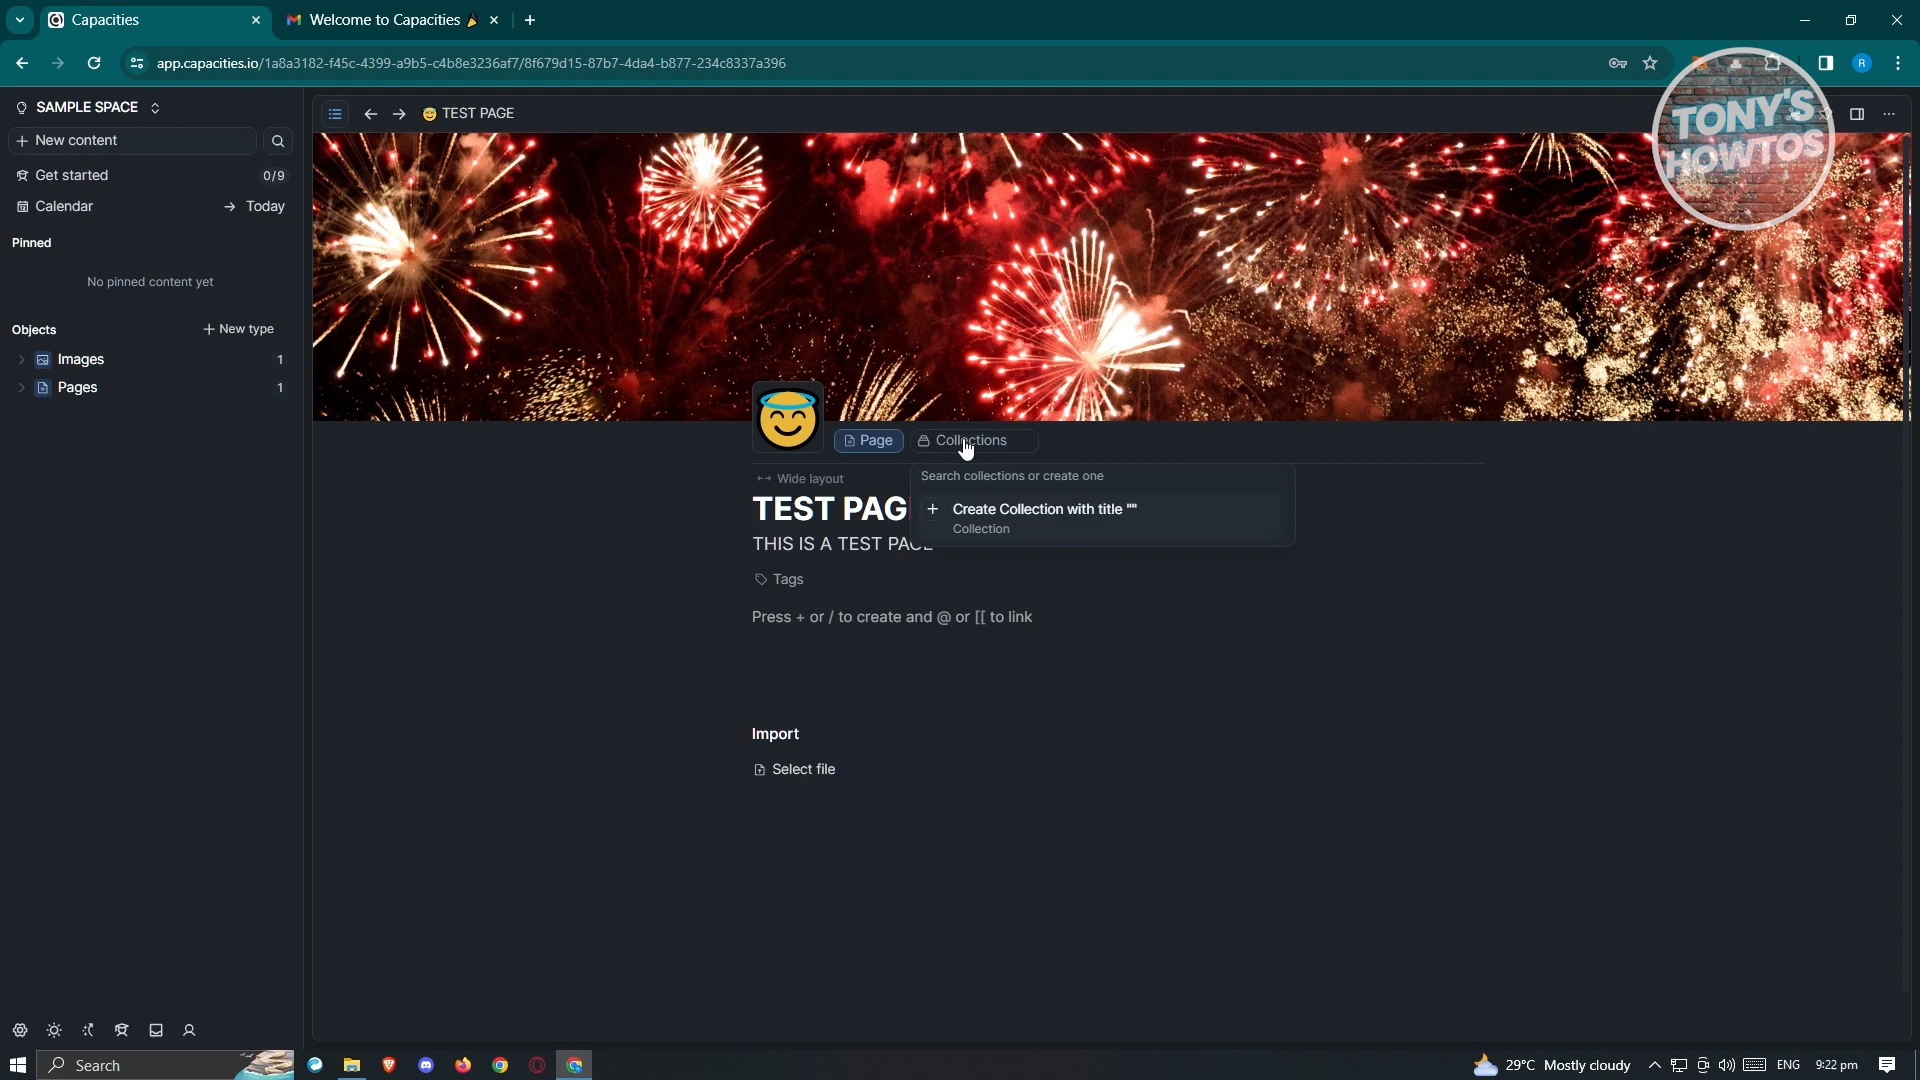 Capacities
Welcome to Capacities
app.capacities.io/1a8a3182-f45c-4399-a9b5-c4b8e3236af7/8f679d15-87b7-4da4-b877-234c8337a396
R
TONY'S
HOWTOS
SAMPLE SPACE
TEST PAGE
New content
Get started 0/9
Calendar Today
Pinned
No pinned content yet
Objects New type
Images 1
Pages 1
Page Collections
Wide layout
Search collections or create one
TEST PAG
Create Collection with title ""
Collection
THIS IS A TEST PAGE
Tags
Press + or / to create and @ or [[ to link
Import
Select file
Search
29°C Mostly cloudy
ENG
9:22 pm